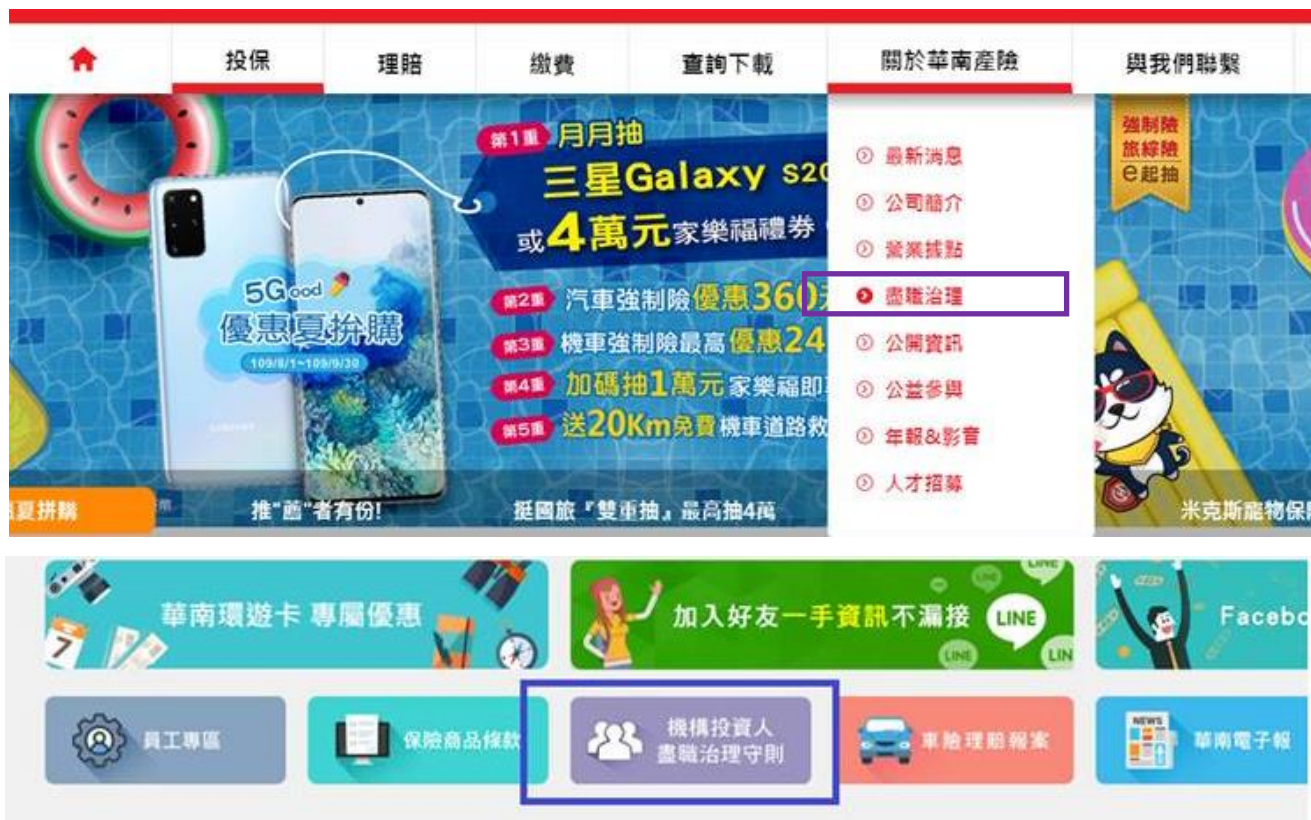 投保
理賠
繳費
查詢下載
關於華南產險
與我們聯繫
第1重 月月抽
三星Galaxy S20
或4萬元家樂福禮券
第2重 汽車強制險優惠360元
第3重 機車強制險最高優惠24
第4重 加碼抽1萬元家樂福即
第5重 送20Km免費機車道路救
5Good
優惠夏拚購
109/8/1~109/9/30
最新消息
公司簡介
營業據點
盡職治理
公開資訊
公益參與
年報&影音
人才招募
強制險
旅綜險
e起抽
夏拼購
推"薦"者有份!
挺國旅『雙重抽』最高抽4萬
米克斯寵物保
華南環遊卡 專屬優惠
7
加入好友一手資訊不漏接
LINE
LINE
LINE
LIN
Facebo
員工專區
保險商品條款
機構投資人
盡職治理守則
車險理賠報案
NEWS
華南電子報